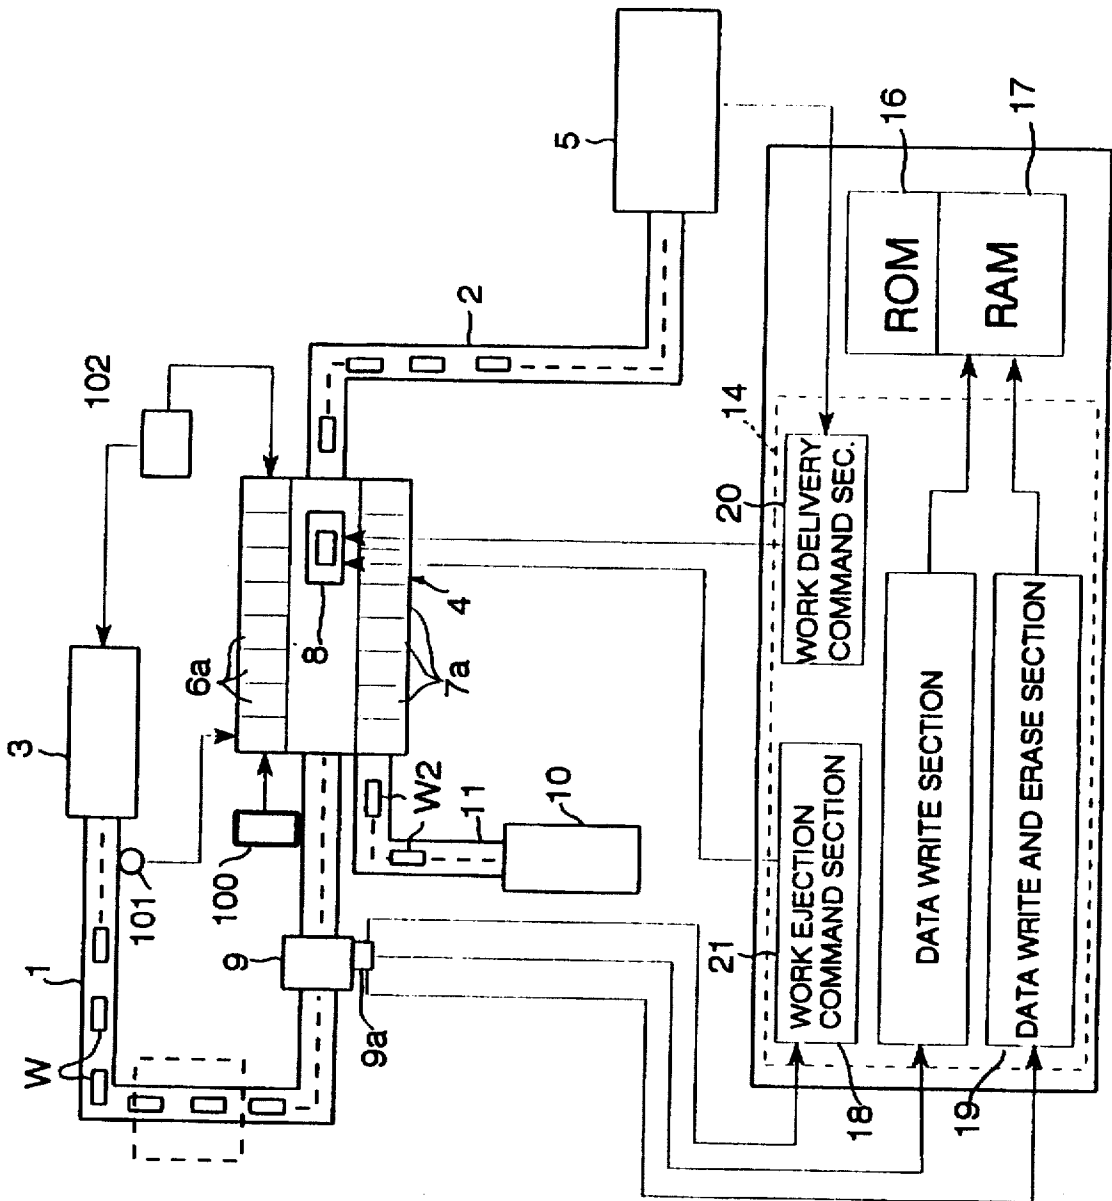 1
W
3
101
102
100
6a
8
4
7a
2
5
9
9a
W2
11
10
14
20
21
WORK EJECTION
COMMAND SECTION
WORK DELIVERY
COMMAND SEC.
18
DATA WRITE SECTION
19
DATA WRITE AND ERASE SECTION
ROM
RAM
16
17